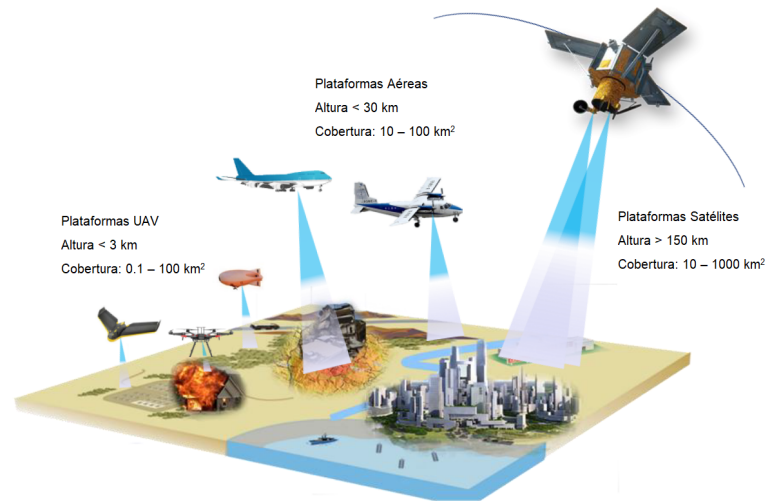 Plataformas Aéreas
Altura < 30 km
Cobertura: 10 – 100 km²
Plataformas UAV
Altura < 3 km
Cobertura: 0.1 – 100 km²
Plataformas Satélites
Altura > 150 km
Cobertura: 10 – 1000 km²